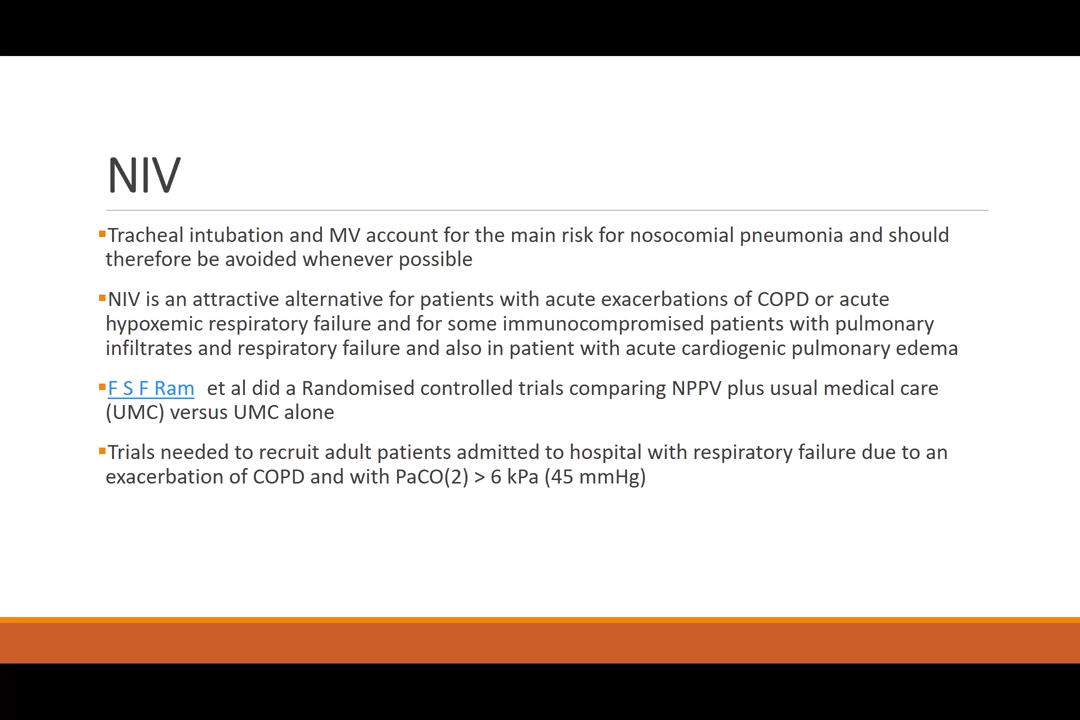 NIV
▪Tracheal intubation and MV account for the main risk for nosocomial pneumonia and should
therefore be avoided whenever possible
▪NIV is an attractive alternative for patients with acute exacerbations of COPD or acute
hypoxemic respiratory failure and for some immunocompromised patients with pulmonary
infiltrates and respiratory failure and also in patient with acute cardiogenic pulmonary edema
▪F S F Ram et al did a Randomised controlled trials comparing NPPV plus usual medical care
(UMC) versus UMC alone
▪Trials needed to recruit adult patients admitted to hospital with respiratory failure due to an
exacerbation of COPD and with PaCO(2) > 6 kPa (45 mmHg)